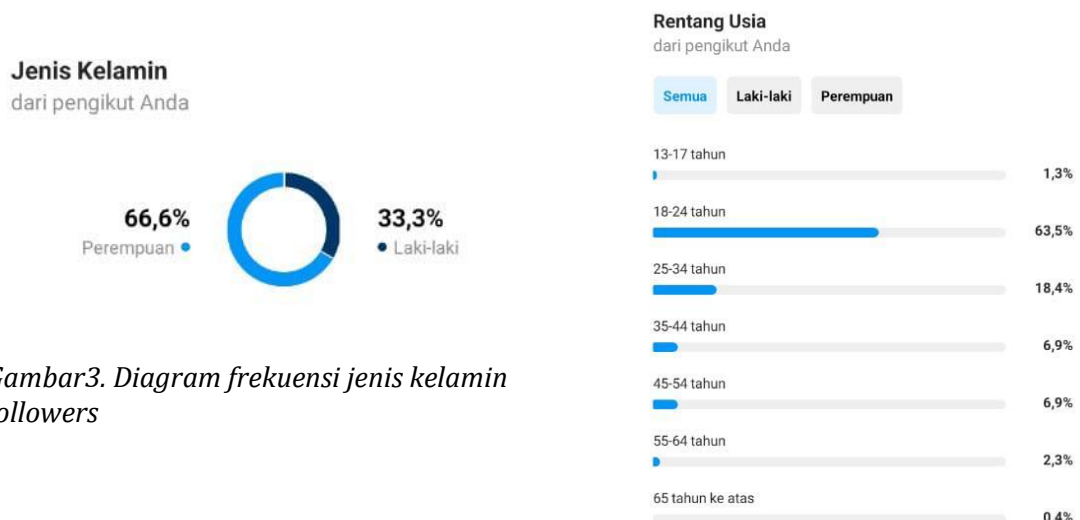 Jenis Kelamin
dari pengikut Anda
66,6%
Perempuan
33,3%
Laki-laki
Gambar3. Diagram frekuensi jenis kelamin
followers
Rentang Usia
dari pengikut Anda
Semua Laki-laki Perempuan
13-17 tahun
1,3%
18-24 tahun
63,5%
25-34 tahun
18,4%
35-44 tahun
6,9%
45-54 tahun
6,9%
55-64 tahun
2,3%
65 tahun ke atas
0,4%